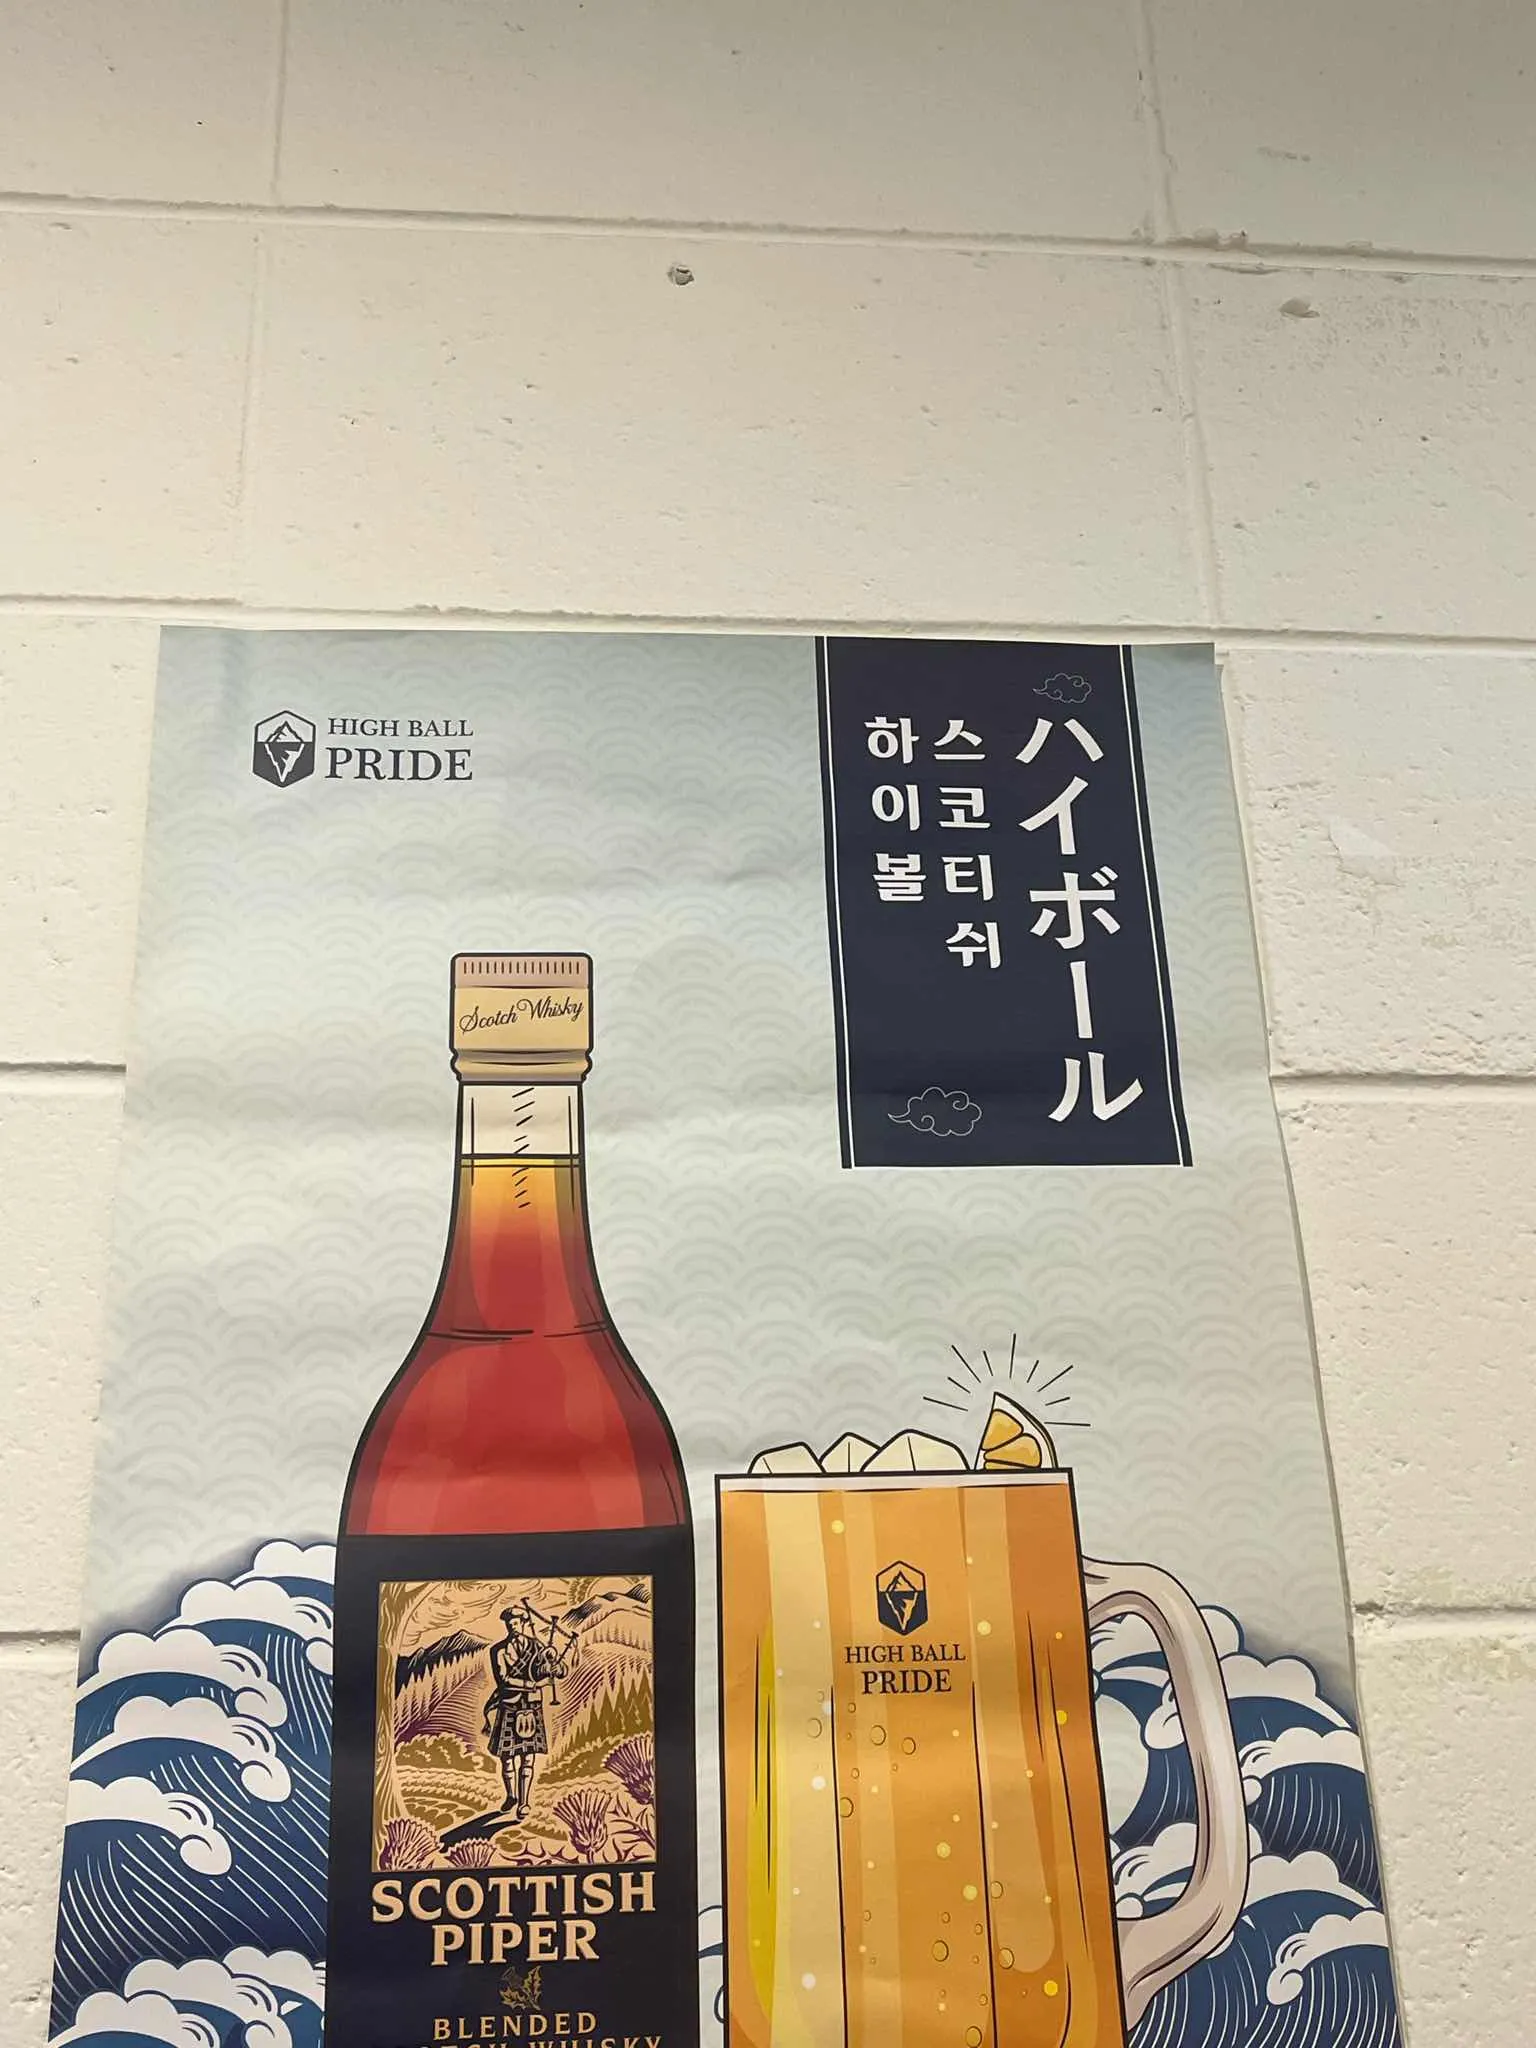 HIGH BALL
PRIDE
ハイボール
스코티쉬
하이볼
Scotch Whisky
HIGH BALL
PRIDE
SCOTTISH
PIPER
BLENDED
WHISKY